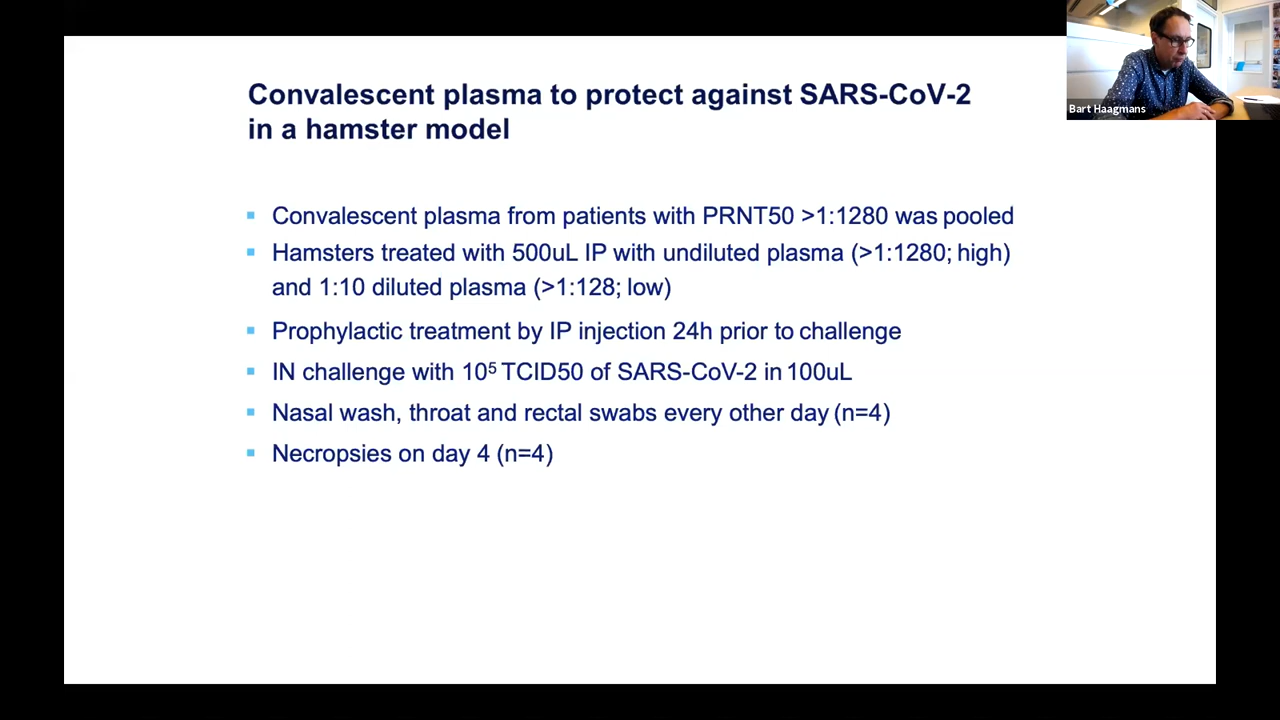 Bart Haagmans
Convalescent plasma to protect against SARS-CoV-2
in a hamster model
▪ Convalescent plasma from patients with PRNT50 >1:1280 was pooled
▪ Hamsters treated with 500uL IP with undiluted plasma (>1:1280; high)
and 1:10 diluted plasma (>1:128; low)
▪ Prophylactic treatment by IP injection 24h prior to challenge
▪ IN challenge with 10⁵ TCID50 of SARS-CoV-2 in 100uL
▪ Nasal wash, throat and rectal swabs every other day (n=4)
▪ Necropsies on day 4 (n=4)